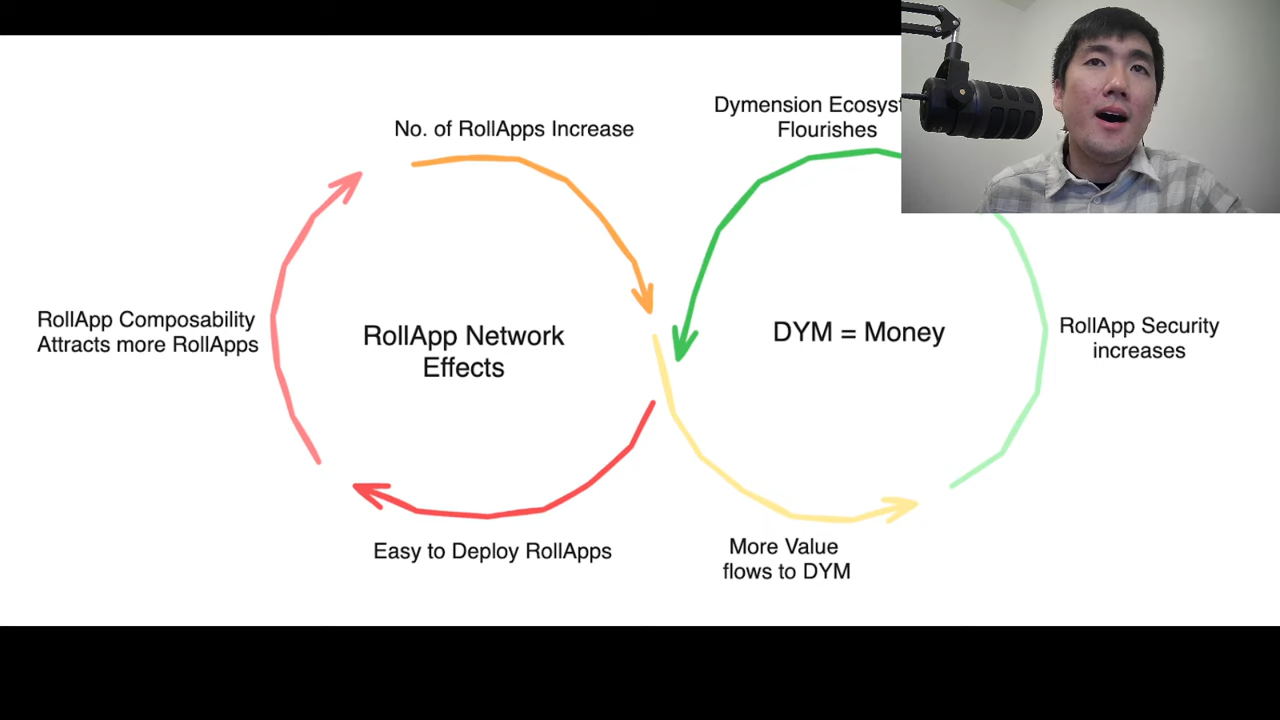 No. of RollApps Increase
Dymension
Flourishes
RollApp Composability
Attracts more RollApps
RollApp Network
Effects
DYM = Money
RollApp Security
increases
Easy to Deploy RollApps
More Value
flows to DYM